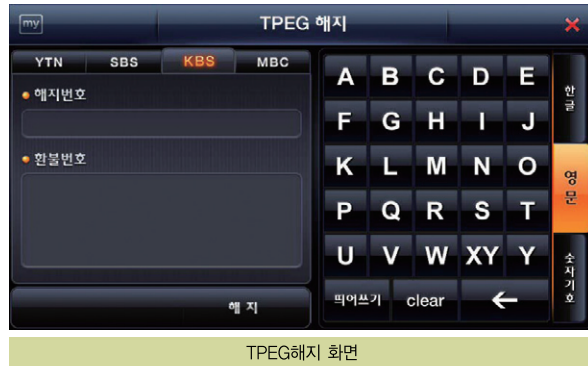 my TPEG 해지 ×
YTN SBS KBS MBC
해지번호
환불번호
해 지
A B C D E
F G H I J
K L M N O
P Q R S T
U V W XY Y
띄어쓰기 clear ←
한글
영문
숫자기호
TPEG해지 화면